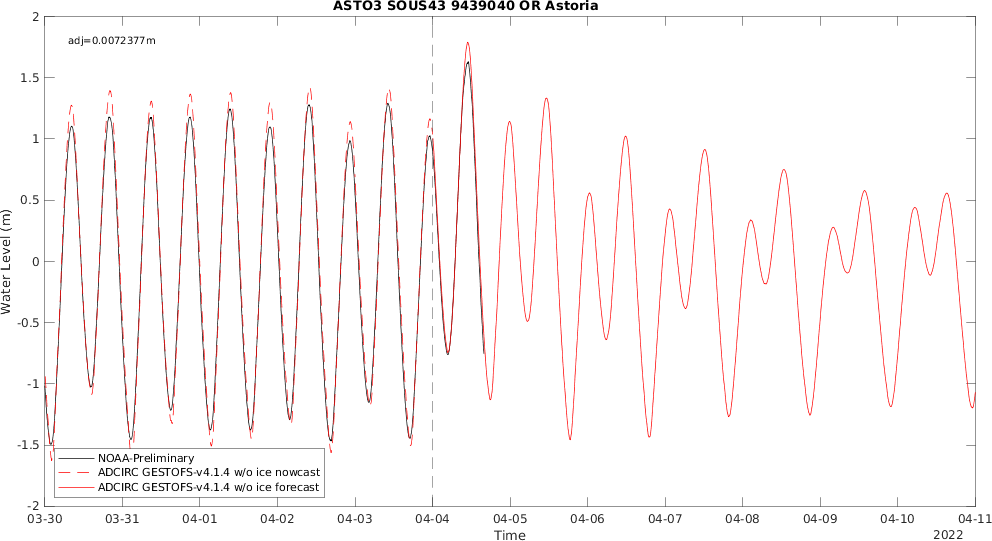 ASTO3 SOUS43 9439040 OR Astoria
adj=0.0072377m
2
1.5
1
0.5
0
-0.5
-1
-1.5
-2
Water Level (m)
NOAA-Preliminary
ADCIRC GESTOFS-v4.1.4 w/o ice nowcast
ADCIRC GESTOFS-v4.1.4 w/o ice forecast
03-30 03-31 04-01 04-02 04-03 04-04 04-05 04-06 04-07 04-08 04-09 04-10 04-11
Time
2022